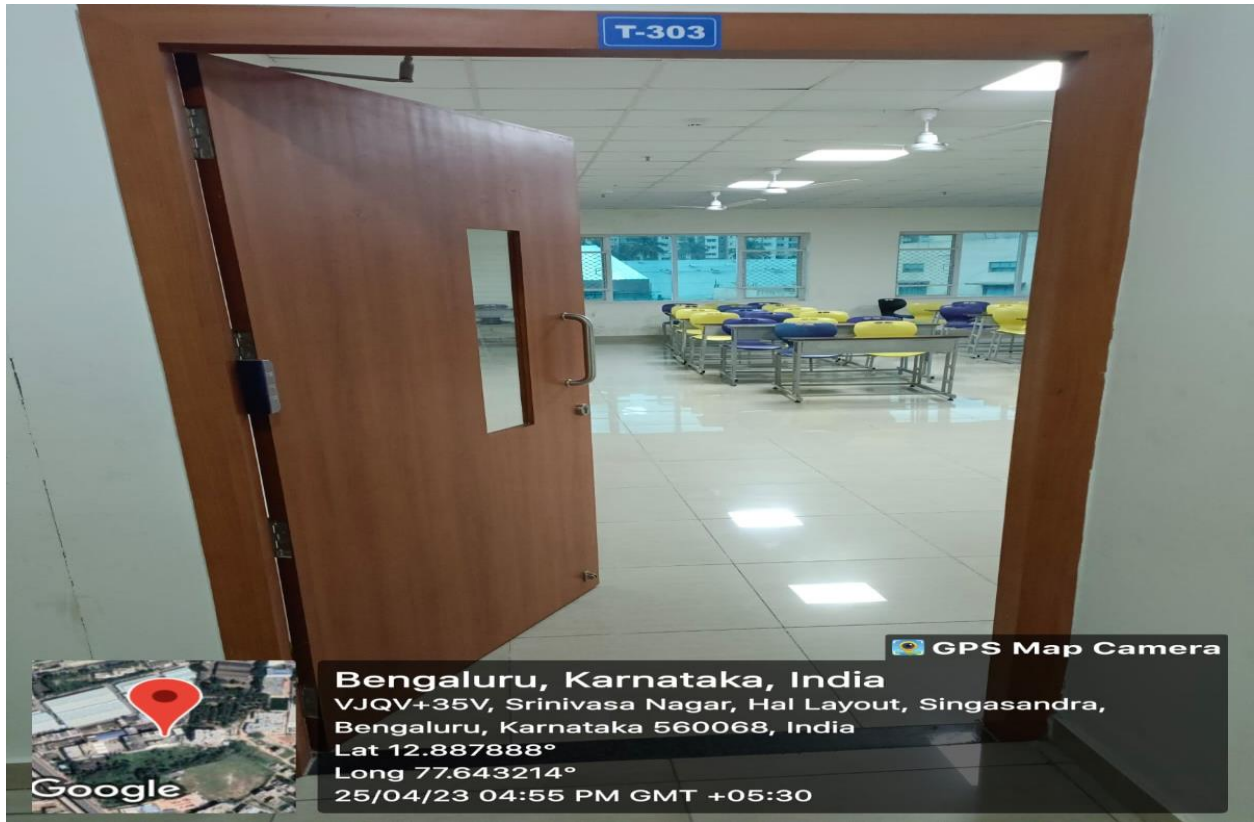 T-303
GPS Map Camera
Bengaluru, Karnataka, India
VJQV+35V, Srinivasa Nagar, Hal Layout, Singasandra,
Bengaluru, Karnataka 560068, India
Lat 12.887888°
Long 77.643214°
25/04/23 04:55 PM GMT +05:30
Google